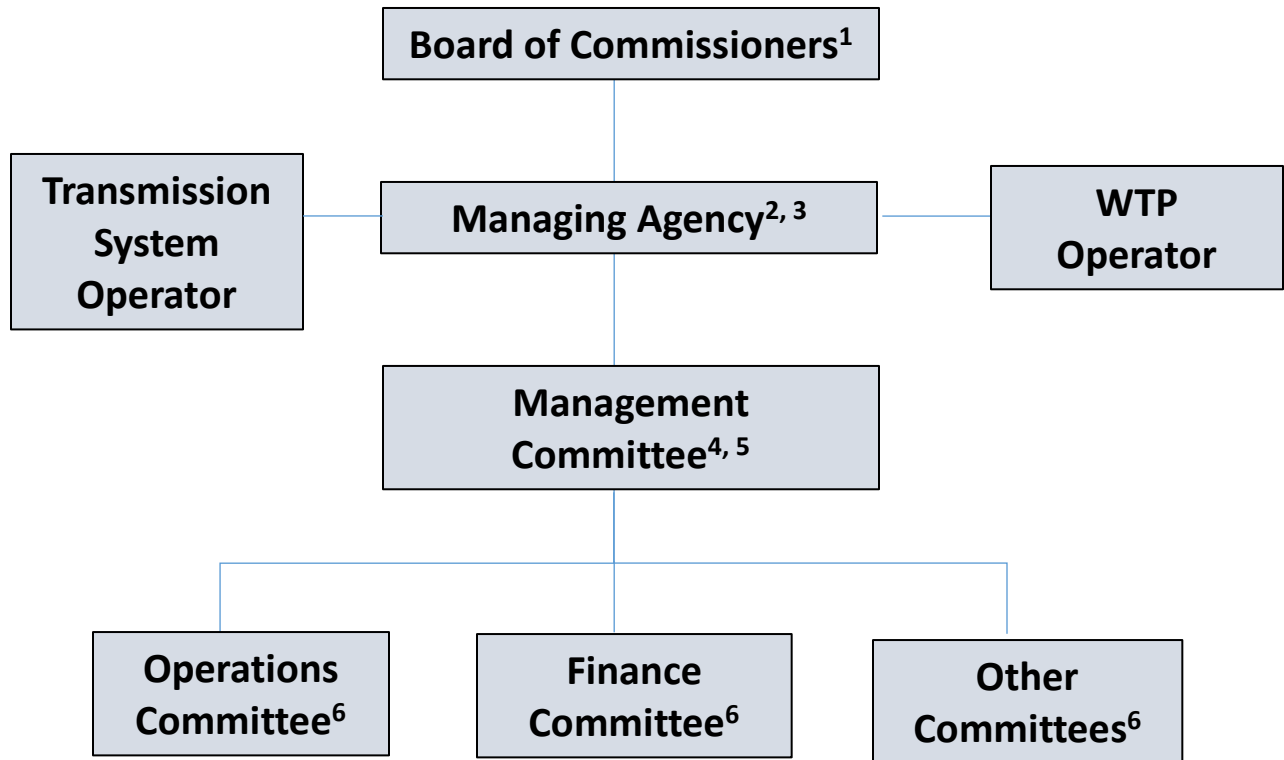 Board of Commissioners¹
Transmission
System
Operator
Managing Agency², ³
WTP
Operator
Management
Committee⁴, ⁵
Operations
Committee⁶
Finance
Committee⁶
Other
Committees⁶